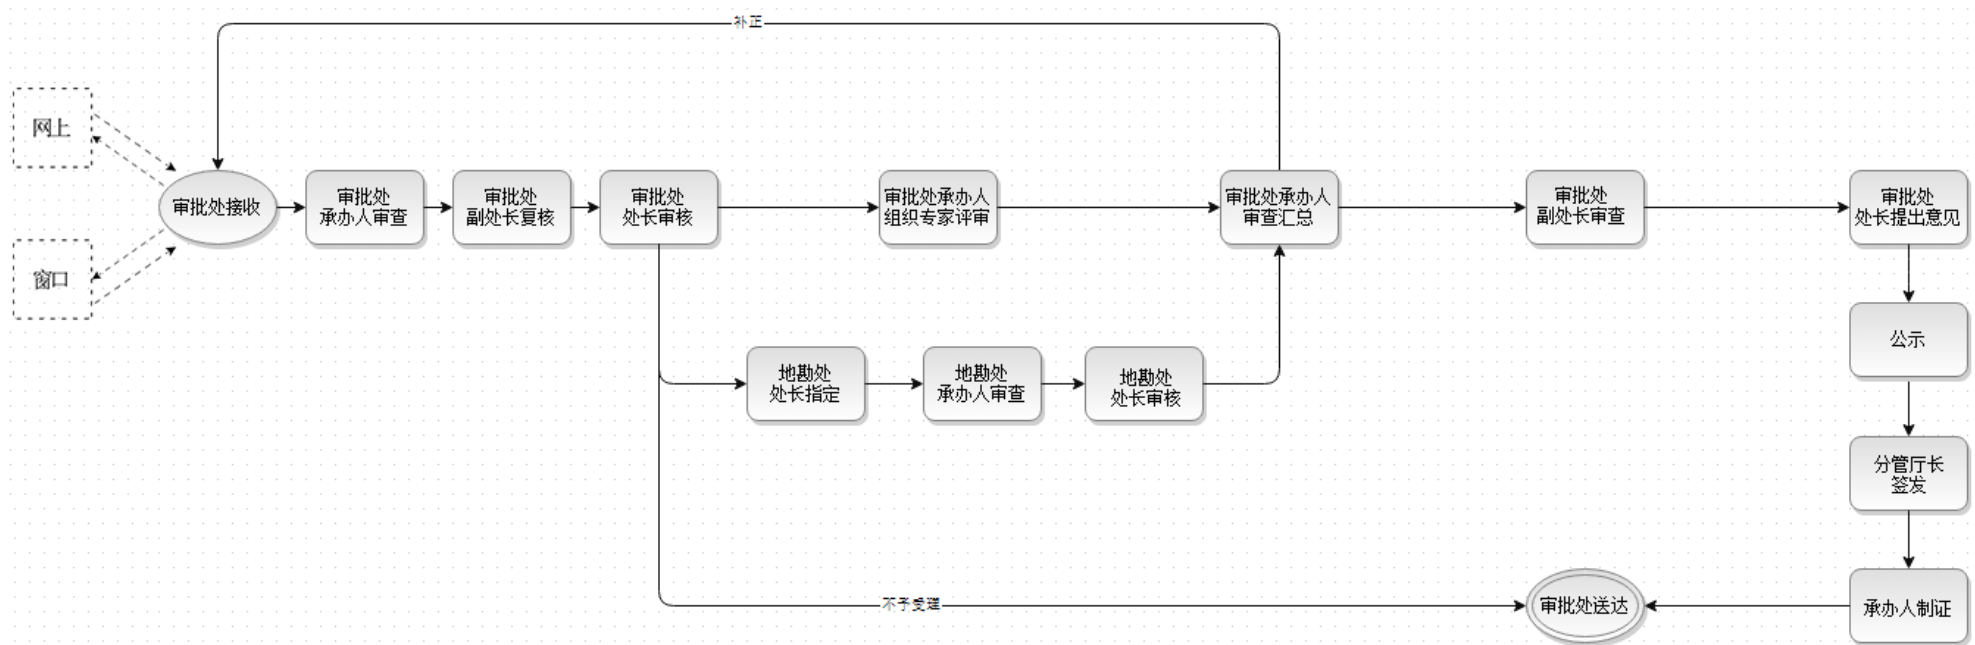 补正
网上
审批处接收
审批处
承办人审查
审批处
副处长复核
审批处
处长审核
审批处承办人
组织专家评审
审批处承办人
审查汇总
审批处
副处长审查
审批处
处长提出意见
窗口
公示
地勘处
处长指定
地勘处
承办人审查
地勘处
处长审核
分管厅长
签发
不予受理
审批处送达
承办人制证